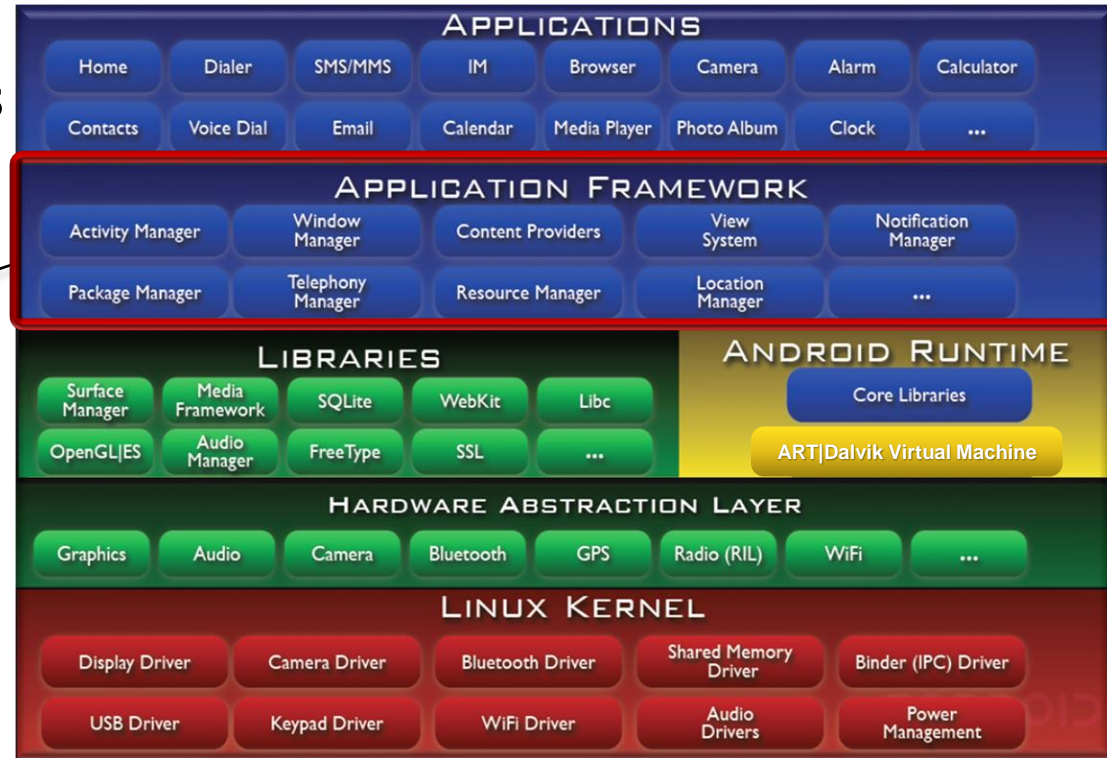 APPLICATIONS
Home Dialer SMS/MMS IM Browser Camera Alarm Calculator
s
Contacts Voice Dial Email Calendar Media Player Photo Album Clock ...
APPLICATION FRAMEWORK
Activity Manager
Window
Manager
Content Providers
View
System
Notification
Manager
Package Manager
Telephony
Manager
Resource Manager
Location
Manager
...
LIBRARIES
Surface
Manager
Media
Framework
SQLite
WebKit
Libc
OpenGL|ES
Audio
Manager
FreeType
SSL
...
ANDROID RUNTIME
Core Libraries
ART|Dalvik Virtual Machine
HARDWARE ABSTRACTION LAYER
Graphics Audio Camera Bluetooth GPS Radio (RIL) WiFi ...
LINUX KERNEL
Display Driver
Camera Driver
Bluetooth Driver
Shared Memory
Driver
Binder (IPC) Driver
USB Driver
Keypad Driver
WiFi Driver
Audio
Drivers
Power
Management